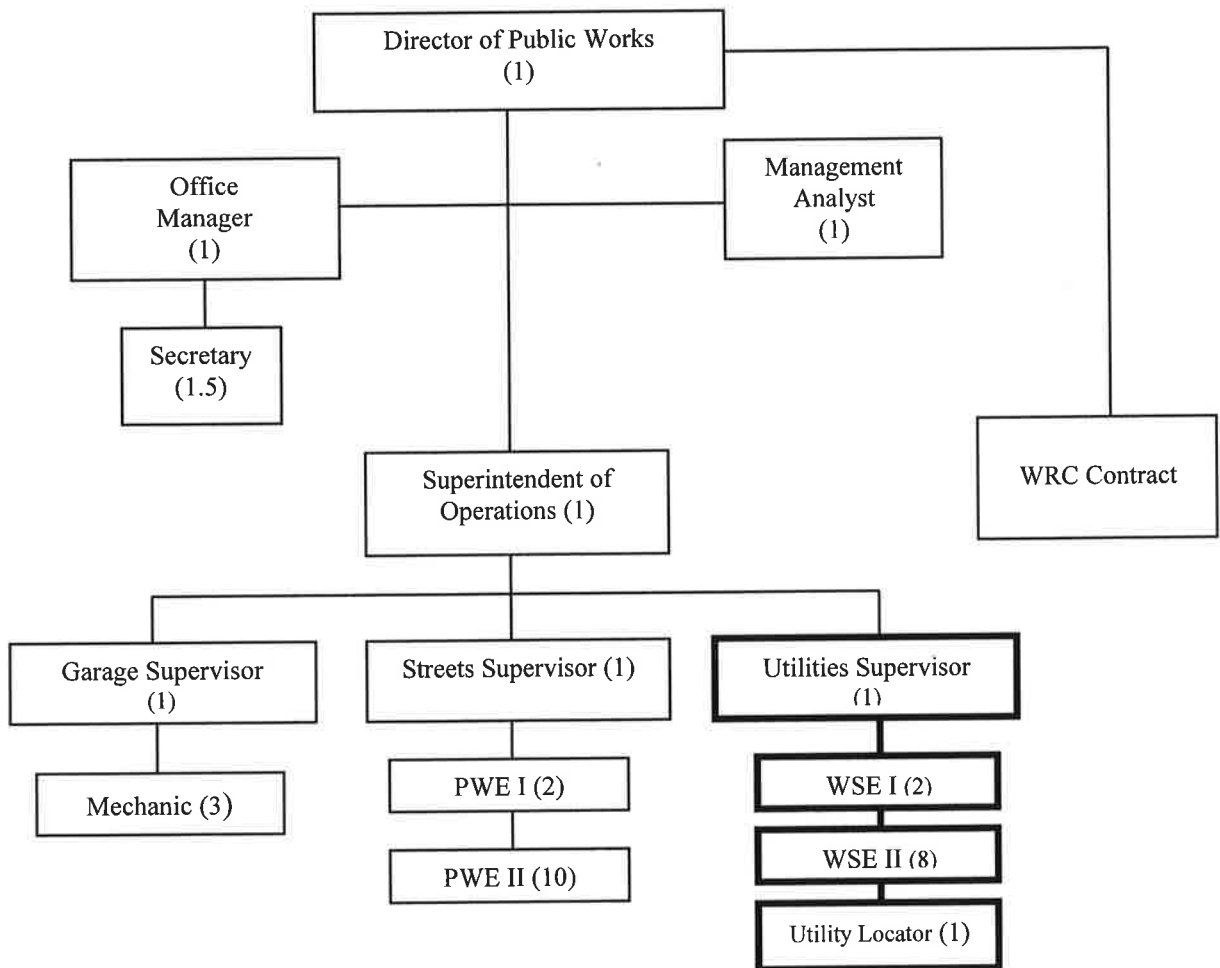 Director of Public Works
(1)
Office
Manager
(1)
Management
Analyst
(1)
Secretary
(1.5)
Superintendent of
Operations (1)
WRC Contract
Garage Supervisor
(1)
Streets Supervisor (1)
Utilities Supervisor
(1)
Mechanic (3)
PWE I (2)
PWE II (10)
WSE I (2)
WSE II (8)
Utility Locator (1)